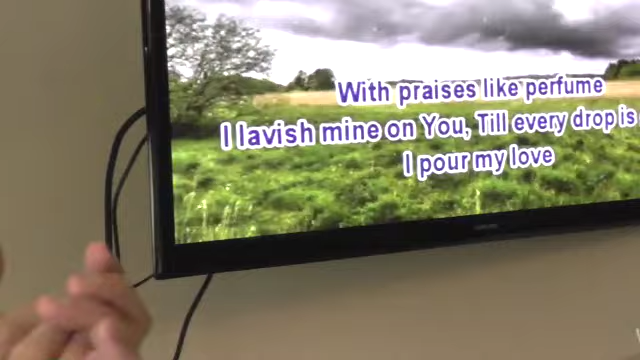 With praises like perfume
I lavish mine on You, Till every drop is
I pour my love